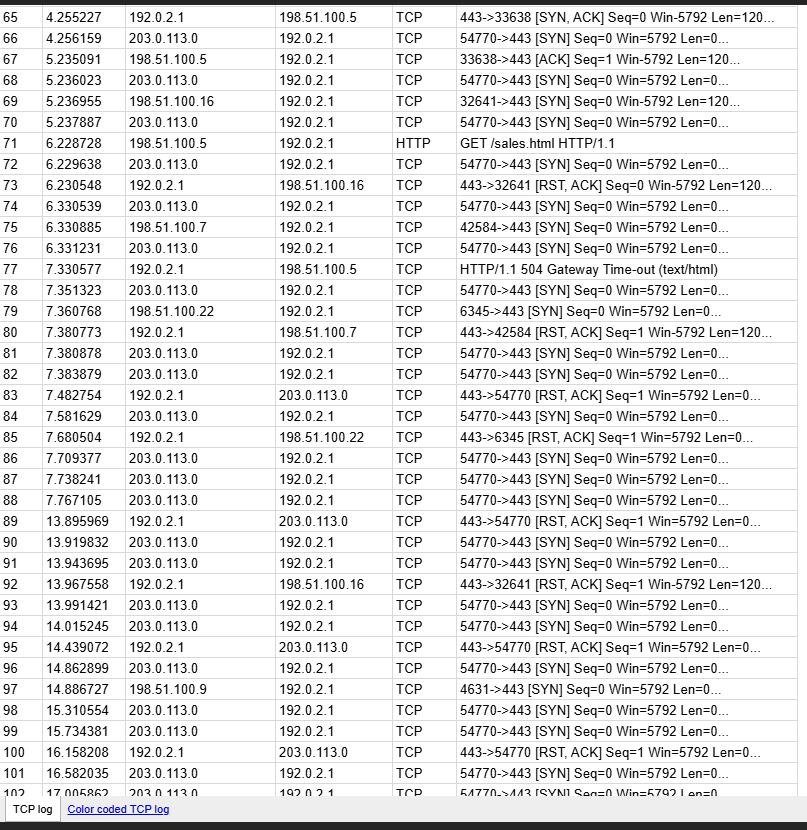 65 4.255227 192.0.2.1 198.51.100.5 TCP 443->33638 [SYN, ACK] Seq=0 Win-5792 Len=120...
66 4.256159 203.0.113.0 192.0.2.1 TCP 54770->443 [SYN] Seq=0 Win=5792 Len=0...
67 5.235091 198.51.100.5 192.0.2.1 TCP 33638->443 [ACK] Seq=1 Win-5792 Len=120...
68 5.236023 203.0.113.0 192.0.2.1 TCP 54770->443 [SYN] Seq=0 Win=5792 Len=0...
69 5.236955 198.51.100.16 192.0.2.1 TCP 32641->443 [SYN] Seq=0 Win-5792 Len=120...
70 5.237887 203.0.113.0 192.0.2.1 TCP 54770->443 [SYN] Seq=0 Win=5792 Len=0...
71 6.228728 198.51.100.5 192.0.2.1 HTTP GET /sales.html HTTP/1.1
72 6.229638 203.0.113.0 192.0.2.1 TCP 54770->443 [SYN] Seq=0 Win=5792 Len=0...
73 6.230548 192.0.2.1 198.51.100.16 TCP 443->32641 [RST, ACK] Seq=0 Win-5792 Len=120...
74 6.330539 203.0.113.0 192.0.2.1 TCP 54770->443 [SYN] Seq=0 Win=5792 Len=0...
75 6.330885 198.51.100.7 192.0.2.1 TCP 42584->443 [SYN] Seq=0 Win=5792 Len=0...
76 6.331231 203.0.113.0 192.0.2.1 TCP 54770->443 [SYN] Seq=0 Win=5792 Len=0...
77 7.330577 192.0.2.1 198.51.100.5 TCP HTTP/1.1 504 Gateway Time-out (text/html)
78 7.351323 203.0.113.0 192.0.2.1 TCP 54770->443 [SYN] Seq=0 Win=5792 Len=0...
79 7.360768 198.51.100.22 192.0.2.1 TCP 6345->443 [SYN] Seq=0 Win=5792 Len=0...
80 7.380773 192.0.2.1 198.51.100.7 TCP 443->42584 [RST, ACK] Seq=1 Win-5792 Len=120...
81 7.380878 203.0.113.0 192.0.2.1 TCP 54770->443 [SYN] Seq=0 Win=5792 Len=0...
82 7.383879 203.0.113.0 192.0.2.1 TCP 54770->443 [SYN] Seq=0 Win=5792 Len=0...
83 7.482754 192.0.2.1 203.0.113.0 TCP 443->54770 [RST, ACK] Seq=1 Win=5792 Len=0...
84 7.581629 203.0.113.0 192.0.2.1 TCP 54770->443 [SYN] Seq=0 Win=5792 Len=0...
85 7.680504 192.0.2.1 198.51.100.22 TCP 443->6345 [RST, ACK] Seq=1 Win=5792 Len=0...
86 7.709377 203.0.113.0 192.0.2.1 TCP 54770->443 [SYN] Seq=0 Win=5792 Len=0...
87 7.738241 203.0.113.0 192.0.2.1 TCP 54770->443 [SYN] Seq=0 Win=5792 Len=0...
88 7.767105 203.0.113.0 192.0.2.1 TCP 54770->443 [SYN] Seq=0 Win=5792 Len=0...
89 13.895969 192.0.2.1 203.0.113.0 TCP 443->54770 [RST, ACK] Seq=1 Win=5792 Len=0...
90 13.919832 203.0.113.0 192.0.2.1 TCP 54770->443 [SYN] Seq=0 Win=5792 Len=0...
91 13.943695 203.0.113.0 192.0.2.1 TCP 54770->443 [SYN] Seq=0 Win=5792 Len=0...
92 13.967558 192.0.2.1 198.51.100.16 TCP 443->32641 [RST, ACK] Seq=1 Win-5792 Len=120...
93 13.991421 203.0.113.0 192.0.2.1 TCP 54770->443 [SYN] Seq=0 Win=5792 Len=0...
94 14.015245 203.0.113.0 192.0.2.1 TCP 54770->443 [SYN] Seq=0 Win=5792 Len=0...
95 14.439072 192.0.2.1 203.0.113.0 TCP 443->54770 [RST, ACK] Seq=1 Win=5792 Len=0...
96 14.862899 203.0.113.0 192.0.2.1 TCP 54770->443 [SYN] Seq=0 Win=5792 Len=0...
97 14.886727 198.51.100.9 192.0.2.1 TCP 4631->443 [SYN] Seq=0 Win=5792 Len=0...
98 15.310554 203.0.113.0 192.0.2.1 TCP 54770->443 [SYN] Seq=0 Win=5792 Len=0...
99 15.734381 203.0.113.0 192.0.2.1 TCP 54770->443 [SYN] Seq=0 Win=5792 Len=0...
100 16.158208 192.0.2.1 203.0.113.0 TCP 443->54770 [RST, ACK] Seq=1 Win=5792 Len=0...
101 16.582035 203.0.113.0 192.0.2.1 TCP 54770->443 [SYN] Seq=0 Win=5792 Len=0...
102 17.005862 203.0.113.0 192.0.2.1 TCP 54770->443 [SYN] Seq=0 Win=5792 Len=0...
TCP log Color coded TCP log